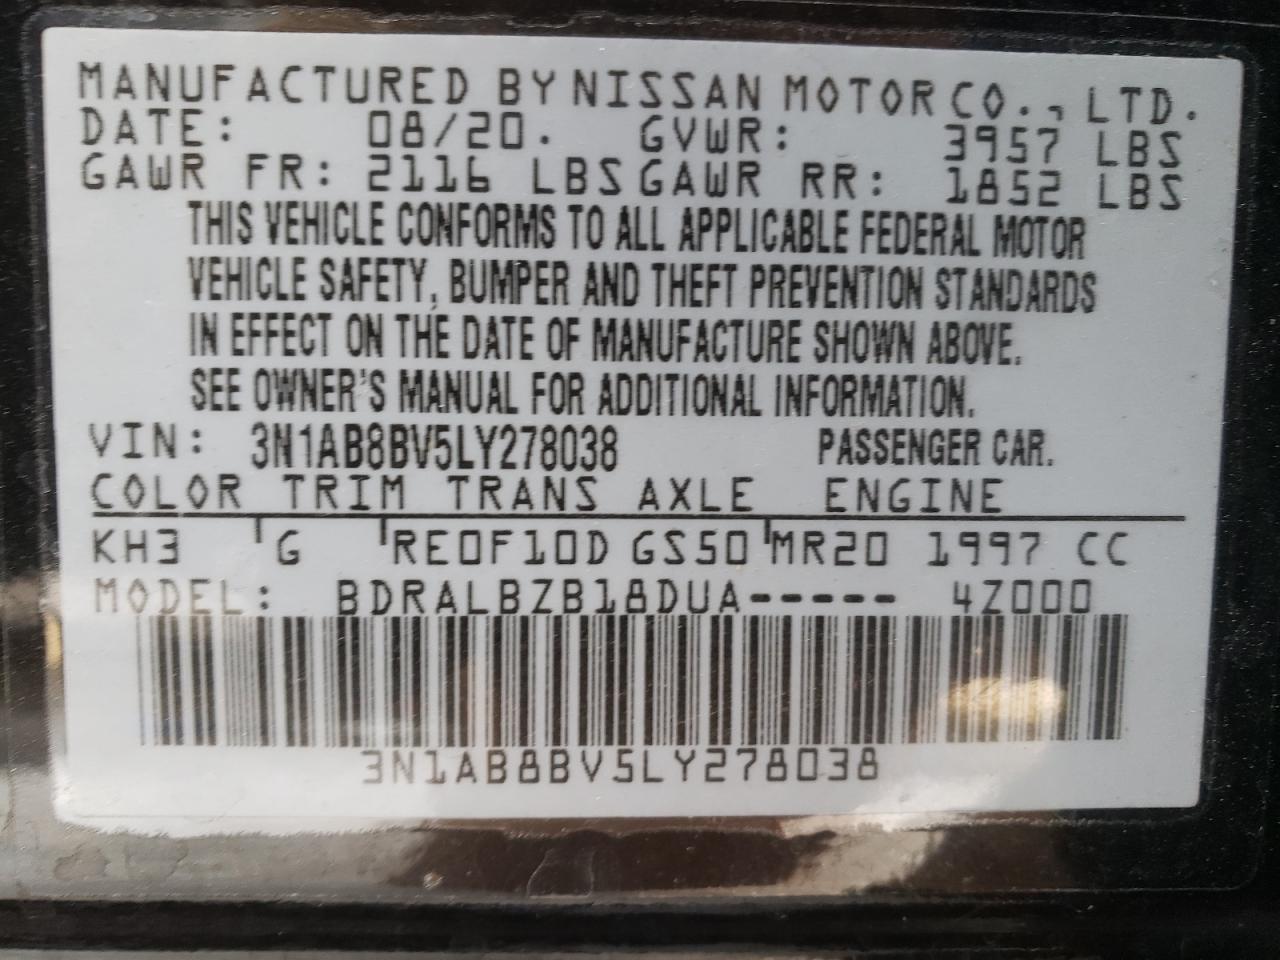 MANUFACTURED BY NISSAN MOTOR CO., LTD.
DATE: 08/20. GVWR: 3957 LBS
GAWR FR: 2116 LBS GAWR RR: 1852 LBS
THIS VEHICLE CONFORMS TO ALL APPLICABLE FEDERAL MOTOR
VEHICLE SAFETY, BUMPER AND THEFT PREVENTION STANDARDS
IN EFFECT ON THE DATE OF MANUFACTURE SHOWN ABOVE.
SEE OWNER'S MANUAL FOR ADDITIONAL INFORMATION.
VIN: 3N1AB8BV5LY278038 PASSENGER CAR.
COLOR TRIM TRANS AXLE ENGINE
KH3 G RE0F10D GS50 MR20 1997 CC
MODEL: BDRALBZB18DUA----- 4Z000
3N1AB8BV5LY278038